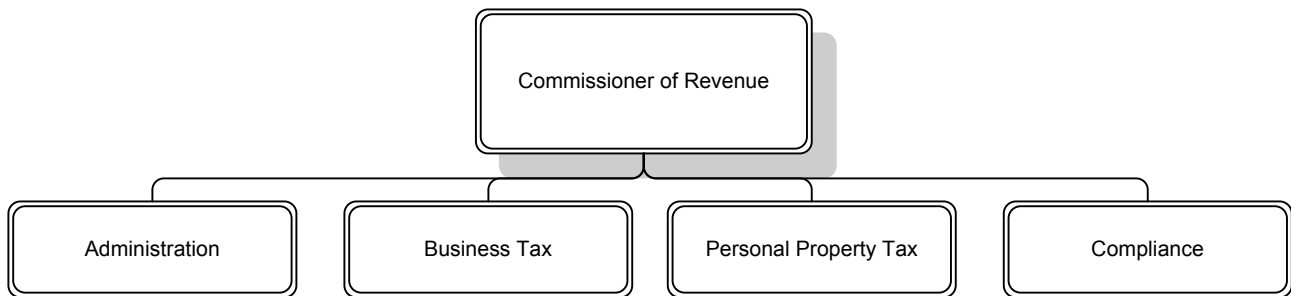 Commissioner of Revenue
Administration
Business Tax
Personal Property Tax
Compliance